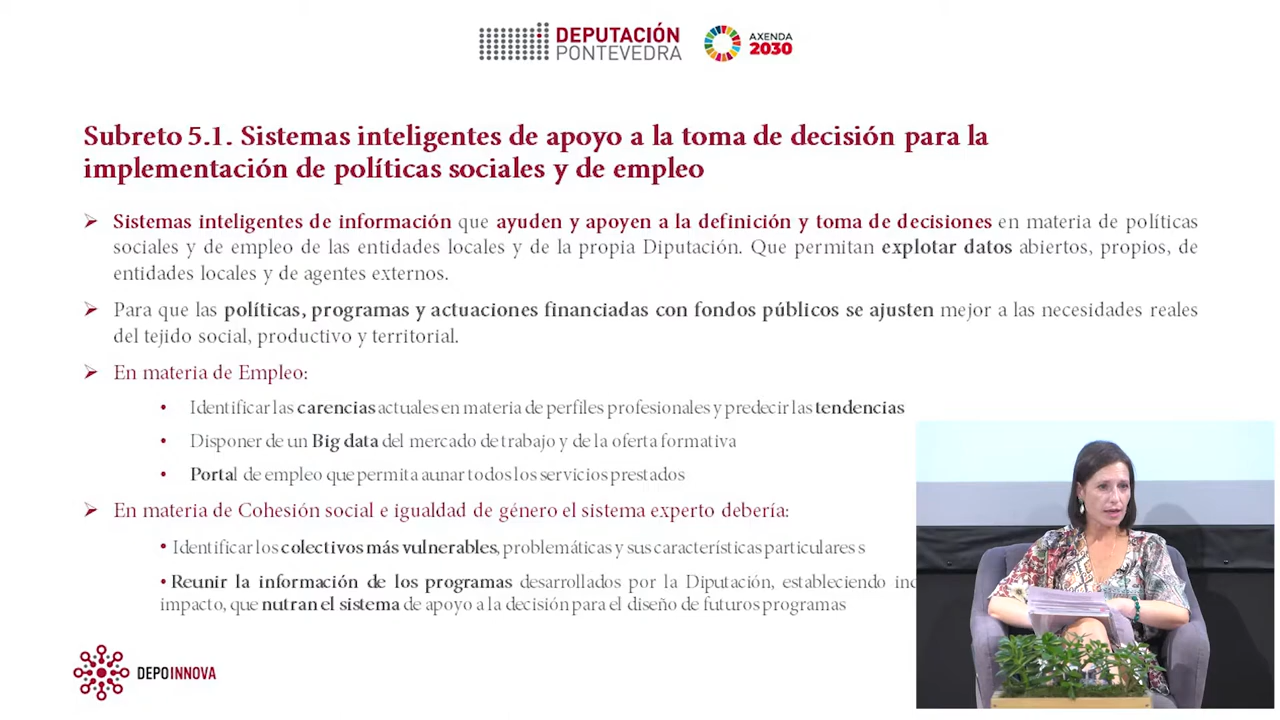 DEPUTACIÓN
PONTEVEDRA
AXENDA
2030
Subreto 5.1. Sistemas inteligentes de apoyo a la toma de decisión para la
implementación de políticas sociales y de empleo
➢ Sistemas inteligentes de información que ayuden y apoyen a la definición y toma de decisiones en materia de políticas
sociales y de empleo de las entidades locales y de la propia Diputación. Que permitan explotar datos abiertos, propios, de
entidades locales y de agentes externos.
➢ Para que las políticas, programas y actuaciones financiadas con fondos públicos se ajusten mejor a las necesidades reales
del tejido social, productivo y territorial.
➢ En materia de Empleo:
• Identificar las carencias actuales en materia de perfiles profesionales y predecir las tendencias
• Disponer de un Big data del mercado de trabajo y de la oferta formativa
• Portal de empleo que permita aunar todos los servicios prestados
➢ En materia de Cohesión social e igualdad de género el sistema experto debería:
• Identificar los colectivos más vulnerables, problemáticas y sus características particulares s
• Reunir la información de los programas desarrollados por la Diputación, estableciendo
impacto, que nutran el sistema de apoyo a la decisión para el diseño de futuros programas
DEPOINNOVA